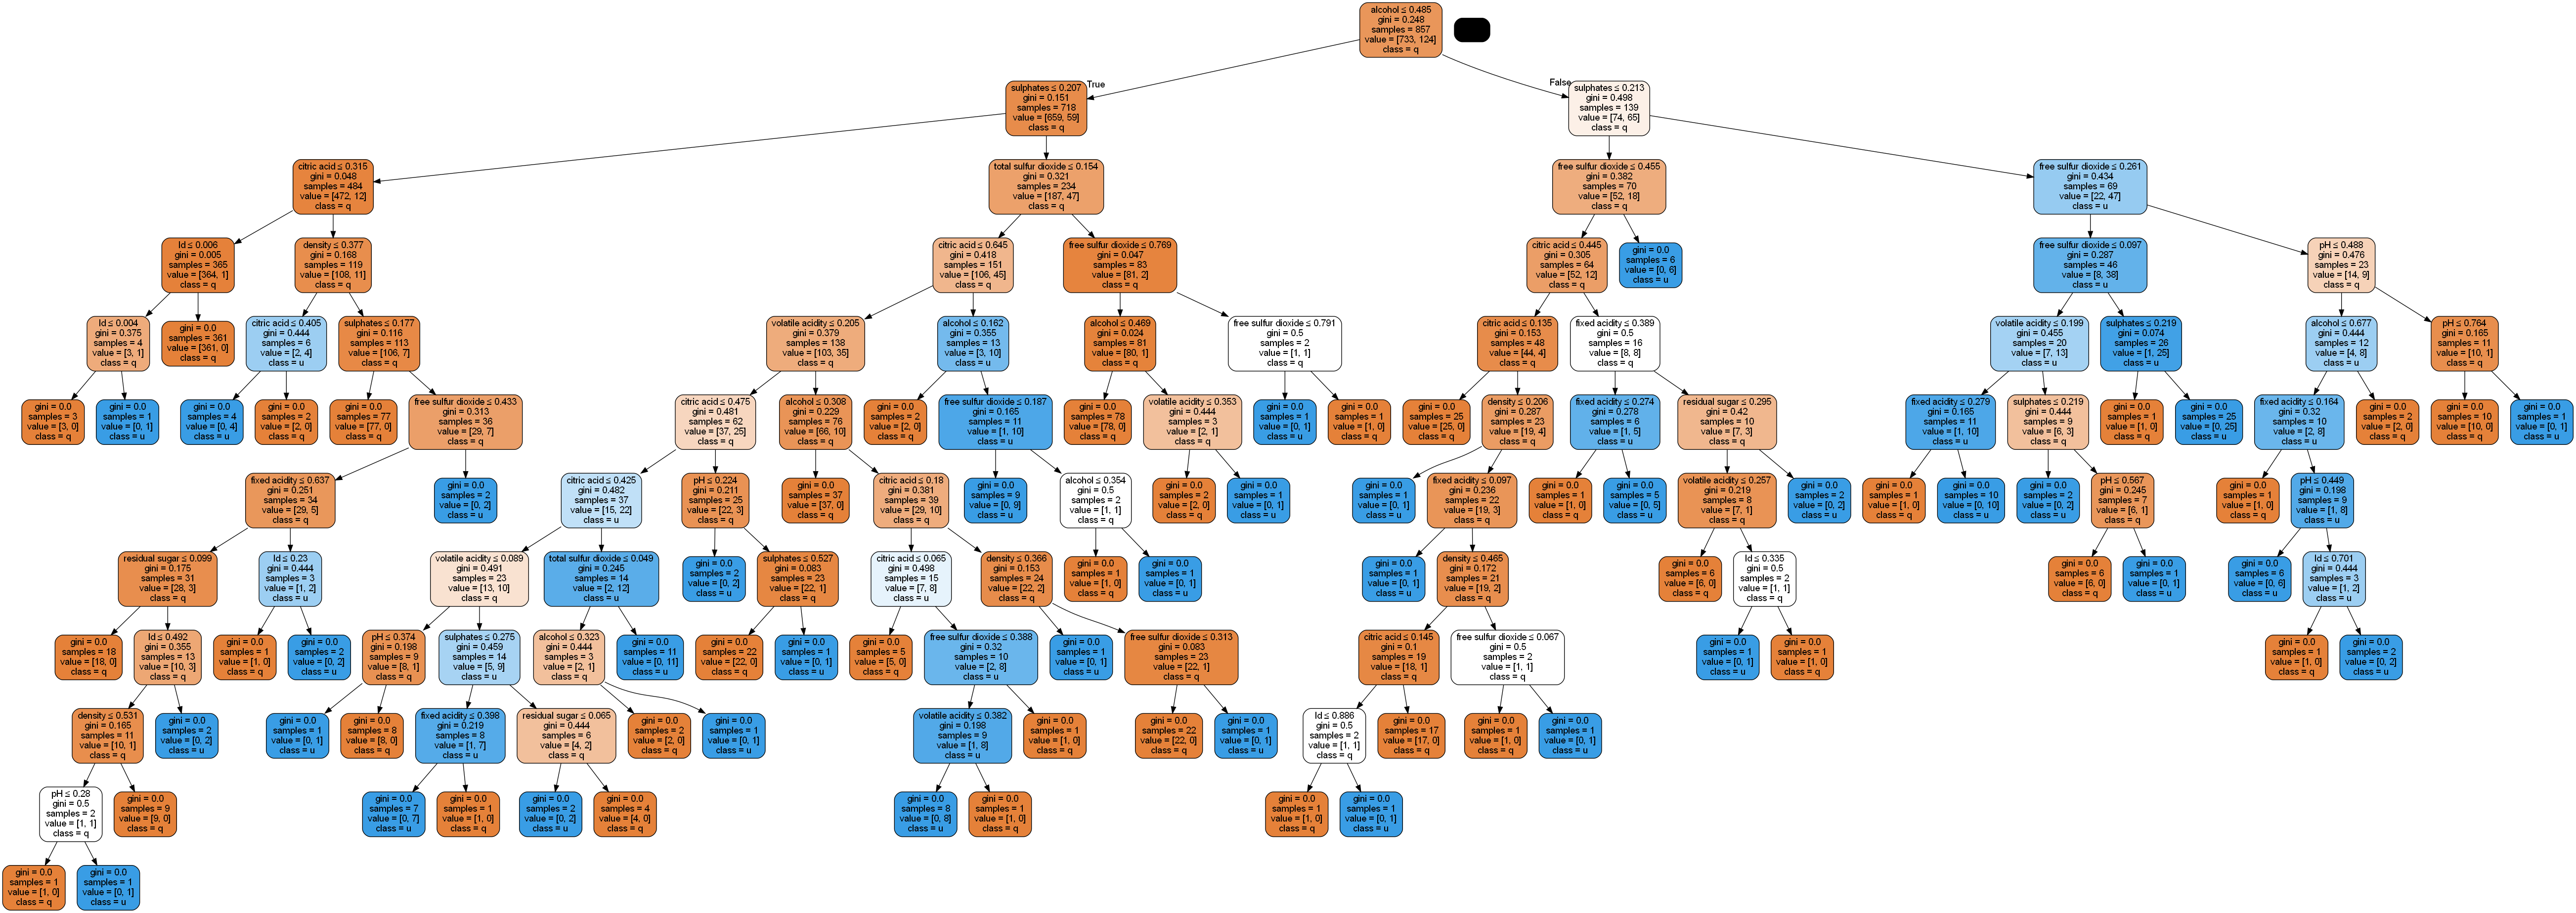 alcohol ≤ 0.485
gini = 0.248
samples = 857
value = [733, 124]
class = q
True
False
sulphates ≤ 0.207
gini = 0.151
samples = 718
value = [659, 59]
class = q
sulphates ≤ 0.213
gini = 0.498
samples = 139
value = [74, 65]
class = q
citric acid ≤ 0.315
gini = 0.048
samples = 484
value = [472, 12]
class = q
total sulfur dioxide ≤ 0.154
gini = 0.321
samples = 234
value = [187, 47]
class = q
free sulfur dioxide ≤ 0.455
gini = 0.382
samples = 70
value = [52, 18]
class = q
free sulfur dioxide ≤ 0.261
gini = 0.434
samples = 69
value = [22, 47]
class = u
Id ≤ 0.006
gini = 0.005
samples = 365
value = [364, 1]
class = q
density ≤ 0.377
gini = 0.168
samples = 119
value = [108, 11]
class = q
citric acid ≤ 0.645
gini = 0.418
samples = 151
value = [106, 45]
class = q
free sulfur dioxide ≤ 0.769
gini = 0.047
samples = 83
value = [81, 2]
class = q
citric acid ≤ 0.445
gini = 0.305
samples = 64
value = [52, 12]
class = q
gini = 0.0
samples = 6
value = [0, 6]
class = u
free sulfur dioxide ≤ 0.097
gini = 0.287
samples = 46
value = [8, 38]
class = u
pH ≤ 0.488
gini = 0.476
samples = 23
value = [14, 9]
class = q
Id ≤ 0.004
gini = 0.375
samples = 4
value = [3, 1]
class = q
gini = 0.0
samples = 361
value = [361, 0]
class = q
citric acid ≤ 0.405
gini = 0.444
samples = 6
value = [2, 4]
class = u
sulphates ≤ 0.177
gini = 0.116
samples = 113
value = [106, 7]
class = q
volatile acidity ≤ 0.205
gini = 0.379
samples = 138
value = [103, 35]
class = q
alcohol ≤ 0.162
gini = 0.355
samples = 13
value = [3, 10]
class = u
alcohol ≤ 0.469
gini = 0.024
samples = 81
value = [80, 1]
class = q
free sulfur dioxide ≤ 0.791
gini = 0.5
samples = 2
value = [1, 1]
class = q
citric acid ≤ 0.135
gini = 0.153
samples = 48
value = [44, 4]
class = q
fixed acidity ≤ 0.389
gini = 0.5
samples = 16
value = [8, 8]
class = q
volatile acidity ≤ 0.199
gini = 0.455
samples = 20
value = [7, 13]
class = u
sulphates ≤ 0.219
gini = 0.074
samples = 26
value = [1, 25]
class = u
alcohol ≤ 0.677
gini = 0.444
samples = 12
value = [4, 8]
class = u
pH ≤ 0.764
gini = 0.165
samples = 11
value = [10, 1]
class = q
gini = 0.0
samples = 3
value = [3, 0]
class = q
gini = 0.0
samples = 1
value = [0, 1]
class = u
gini = 0.0
samples = 4
value = [0, 4]
class = u
gini = 0.0
samples = 2
value = [2, 0]
class = q
gini = 0.0
samples = 77
value = [77, 0]
class = q
free sulfur dioxide ≤ 0.433
gini = 0.313
samples = 36
value = [29, 7]
class = q
citric acid ≤ 0.475
gini = 0.481
samples = 62
value = [37, 25]
class = q
alcohol ≤ 0.308
gini = 0.229
samples = 76
value = [66, 10]
class = q
gini = 0.0
samples = 2
value = [2, 0]
class = q
free sulfur dioxide ≤ 0.187
gini = 0.165
samples = 11
value = [1, 10]
class = u
gini = 0.0
samples = 78
value = [78, 0]
class = q
volatile acidity ≤ 0.353
gini = 0.444
samples = 3
value = [2, 1]
class = q
gini = 0.0
samples = 1
value = [0, 1]
class = u
gini = 0.0
samples = 1
value = [1, 0]
class = q
gini = 0.0
samples = 25
value = [25, 0]
class = q
density ≤ 0.206
gini = 0.287
samples = 23
value = [19, 4]
class = q
fixed acidity ≤ 0.274
gini = 0.278
samples = 6
value = [1, 5]
class = u
residual sugar ≤ 0.295
gini = 0.42
samples = 10
value = [7, 3]
class = q
fixed acidity ≤ 0.279
gini = 0.165
samples = 11
value = [1, 10]
class = u
sulphates ≤ 0.219
gini = 0.444
samples = 9
value = [6, 3]
class = q
gini = 0.0
samples = 1
value = [1, 0]
class = q
gini = 0.0
samples = 25
value = [0, 25]
class = u
fixed acidity ≤ 0.164
gini = 0.32
samples = 10
value = [2, 8]
class = u
gini = 0.0
samples = 2
value = [2, 0]
class = q
gini = 0.0
samples = 10
value = [10, 0]
class = q
gini = 0.0
samples = 1
value = [0, 1]
class = u
fixed acidity ≤ 0.637
gini = 0.251
samples = 34
value = [29, 5]
class = q
gini = 0.0
samples = 2
value = [0, 2]
class = u
citric acid ≤ 0.425
gini = 0.482
samples = 37
value = [15, 22]
class = u
pH ≤ 0.224
gini = 0.211
samples = 25
value = [22, 3]
class = q
gini = 0.0
samples = 37
value = [37, 0]
class = q
citric acid ≤ 0.18
gini = 0.381
samples = 39
value = [29, 10]
class = q
gini = 0.0
samples = 9
value = [0, 9]
class = u
alcohol ≤ 0.354
gini = 0.5
samples = 2
value = [1, 1]
class = q
gini = 0.0
samples = 2
value = [2, 0]
class = q
gini = 0.0
samples = 1
value = [0, 1]
class = u
gini = 0.0
samples = 1
value = [0, 1]
class = u
fixed acidity ≤ 0.097
gini = 0.236
samples = 22
value = [19, 3]
class = q
gini = 0.0
samples = 1
value = [1, 0]
class = q
gini = 0.0
samples = 5
value = [0, 5]
class = u
volatile acidity ≤ 0.257
gini = 0.219
samples = 8
value = [7, 1]
class = q
gini = 0.0
samples = 2
value = [0, 2]
class = u
gini = 0.0
samples = 1
value = [1, 0]
class = q
gini = 0.0
samples = 10
value = [0, 10]
class = u
gini = 0.0
samples = 2
value = [0, 2]
class = u
pH ≤ 0.567
gini = 0.245
samples = 7
value = [6, 1]
class = q
gini = 0.0
samples = 1
value = [1, 0]
class = q
pH ≤ 0.449
gini = 0.198
samples = 9
value = [1, 8]
class = u
residual sugar ≤ 0.099
gini = 0.175
samples = 31
value = [28, 3]
class = q
Id ≤ 0.23
gini = 0.444
samples = 3
value = [1, 2]
class = u
volatile acidity ≤ 0.089
gini = 0.491
samples = 23
value = [13, 10]
class = q
total sulfur dioxide ≤ 0.049
gini = 0.245
samples = 14
value = [2, 12]
class = u
gini = 0.0
samples = 2
value = [0, 2]
class = u
sulphates ≤ 0.527
gini = 0.083
samples = 23
value = [22, 1]
class = q
citric acid ≤ 0.065
gini = 0.498
samples = 15
value = [7, 8]
class = u
density ≤ 0.366
gini = 0.153
samples = 24
value = [22, 2]
class = q
gini = 0.0
samples = 1
value = [1, 0]
class = q
gini = 0.0
samples = 1
value = [0, 1]
class = u
gini = 0.0
samples = 1
value = [0, 1]
class = u
density ≤ 0.465
gini = 0.172
samples = 21
value = [19, 2]
class = q
gini = 0.0
samples = 6
value = [6, 0]
class = q
Id ≤ 0.335
gini = 0.5
samples = 2
value = [1, 1]
class = q
gini = 0.0
samples = 6
value = [6, 0]
class = q
gini = 0.0
samples = 1
value = [0, 1]
class = u
gini = 0.0
samples = 6
value = [0, 6]
class = u
Id ≤ 0.701
gini = 0.444
samples = 3
value = [1, 2]
class = u
gini = 0.0
samples = 18
value = [18, 0]
class = q
Id ≤ 0.492
gini = 0.355
samples = 13
value = [10, 3]
class = q
gini = 0.0
samples = 1
value = [1, 0]
class = q
gini = 0.0
samples = 2
value = [0, 2]
class = u
pH ≤ 0.374
gini = 0.198
samples = 9
value = [8, 1]
class = q
sulphates ≤ 0.275
gini = 0.459
samples = 14
value = [5, 9]
class = u
alcohol ≤ 0.323
gini = 0.444
samples = 3
value = [2, 1]
class = q
gini = 0.0
samples = 11
value = [0, 11]
class = u
gini = 0.0
samples = 22
value = [22, 0]
class = q
gini = 0.0
samples = 1
value = [0, 1]
class = u
gini = 0.0
samples = 5
value = [5, 0]
class = q
free sulfur dioxide ≤ 0.388
gini = 0.32
samples = 10
value = [2, 8]
class = u
gini = 0.0
samples = 1
value = [0, 1]
class = u
free sulfur dioxide ≤ 0.313
gini = 0.083
samples = 23
value = [22, 1]
class = q
citric acid ≤ 0.145
gini = 0.1
samples = 19
value = [18, 1]
class = q
free sulfur dioxide ≤ 0.067
gini = 0.5
samples = 2
value = [1, 1]
class = q
gini = 0.0
samples = 1
value = [0, 1]
class = u
gini = 0.0
samples = 1
value = [1, 0]
class = q
gini = 0.0
samples = 1
value = [1, 0]
class = q
gini = 0.0
samples = 2
value = [0, 2]
class = u
density ≤ 0.531
gini = 0.165
samples = 11
value = [10, 1]
class = q
gini = 0.0
samples = 2
value = [0, 2]
class = u
gini = 0.0
samples = 1
value = [0, 1]
class = u
gini = 0.0
samples = 8
value = [8, 0]
class = q
fixed acidity ≤ 0.398
gini = 0.219
samples = 8
value = [1, 7]
class = u
residual sugar ≤ 0.065
gini = 0.444
samples = 6
value = [4, 2]
class = q
gini = 0.0
samples = 2
value = [2, 0]
class = q
gini = 0.0
samples = 1
value = [0, 1]
class = u
volatile acidity ≤ 0.382
gini = 0.198
samples = 9
value = [1, 8]
class = u
gini = 0.0
samples = 1
value = [1, 0]
class = q
gini = 0.0
samples = 22
value = [22, 0]
class = q
gini = 0.0
samples = 1
value = [0, 1]
class = u
Id ≤ 0.886
gini = 0.5
samples = 2
value = [1, 1]
class = q
gini = 0.0
samples = 17
value = [17, 0]
class = q
gini = 0.0
samples = 1
value = [1, 0]
class = q
gini = 0.0
samples = 1
value = [0, 1]
class = u
pH ≤ 0.28
gini = 0.5
samples = 2
value = [1, 1]
class = q
gini = 0.0
samples = 9
value = [9, 0]
class = q
gini = 0.0
samples = 7
value = [0, 7]
class = u
gini = 0.0
samples = 1
value = [1, 0]
class = q
gini = 0.0
samples = 2
value = [0, 2]
class = u
gini = 0.0
samples = 4
value = [4, 0]
class = q
gini = 0.0
samples = 8
value = [0, 8]
class = u
gini = 0.0
samples = 1
value = [1, 0]
class = q
gini = 0.0
samples = 1
value = [1, 0]
class = q
gini = 0.0
samples = 1
value = [0, 1]
class = u
gini = 0.0
samples = 1
value = [1, 0]
class = q
gini = 0.0
samples = 1
value = [0, 1]
class = u